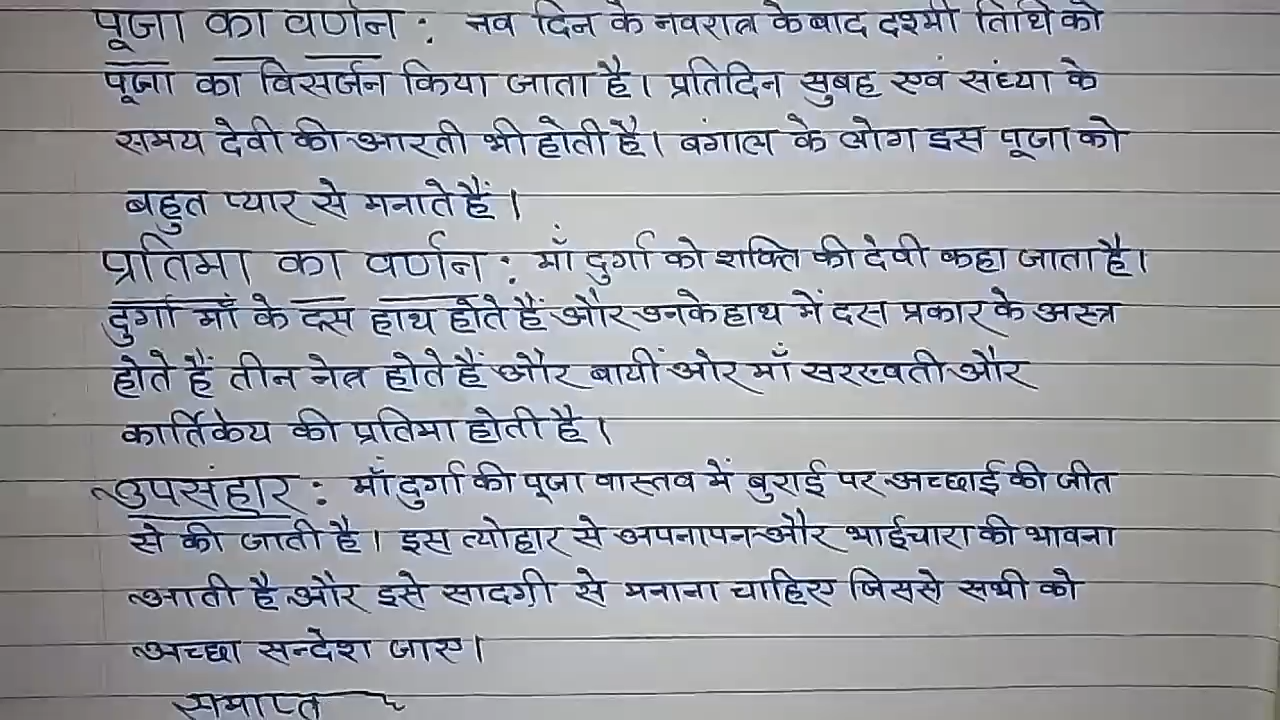 पूजा का वर्णन : नव दिन के नवरात्र के बाद दशमी तिथि को
पूजा का विसर्जन किया जाता है। प्रतिदिन सुबह एवं संध्या के
समय देवी की आरती भी होती है। बंगाल के लोग इस पूजा को
बहुत प्यार से मनाते हैं।
प्रतिमा का वर्णन : माँ दुर्गा को शक्ति की देवी कहा जाता है।
दुर्गा माँ के दस हाथ होते हैं और उनके हाथ में दस प्रकार के अस्त्र
होते हैं तीन नेत्र होते हैं और बायीं ओर माँ सरस्वती और
कार्तिकेय की प्रतिमा होती है।
उपसंहार : माँ दुर्गा की पूजा वास्तव में बुराई पर अच्छाई की जीत
से की जाती है। इस त्योहार से अपनापन और भाईचारा की भावना
आती है और इसे सादगी से मनाना चाहिए जिससे सभी को
अच्छा सन्देश जाए।
समाप्त